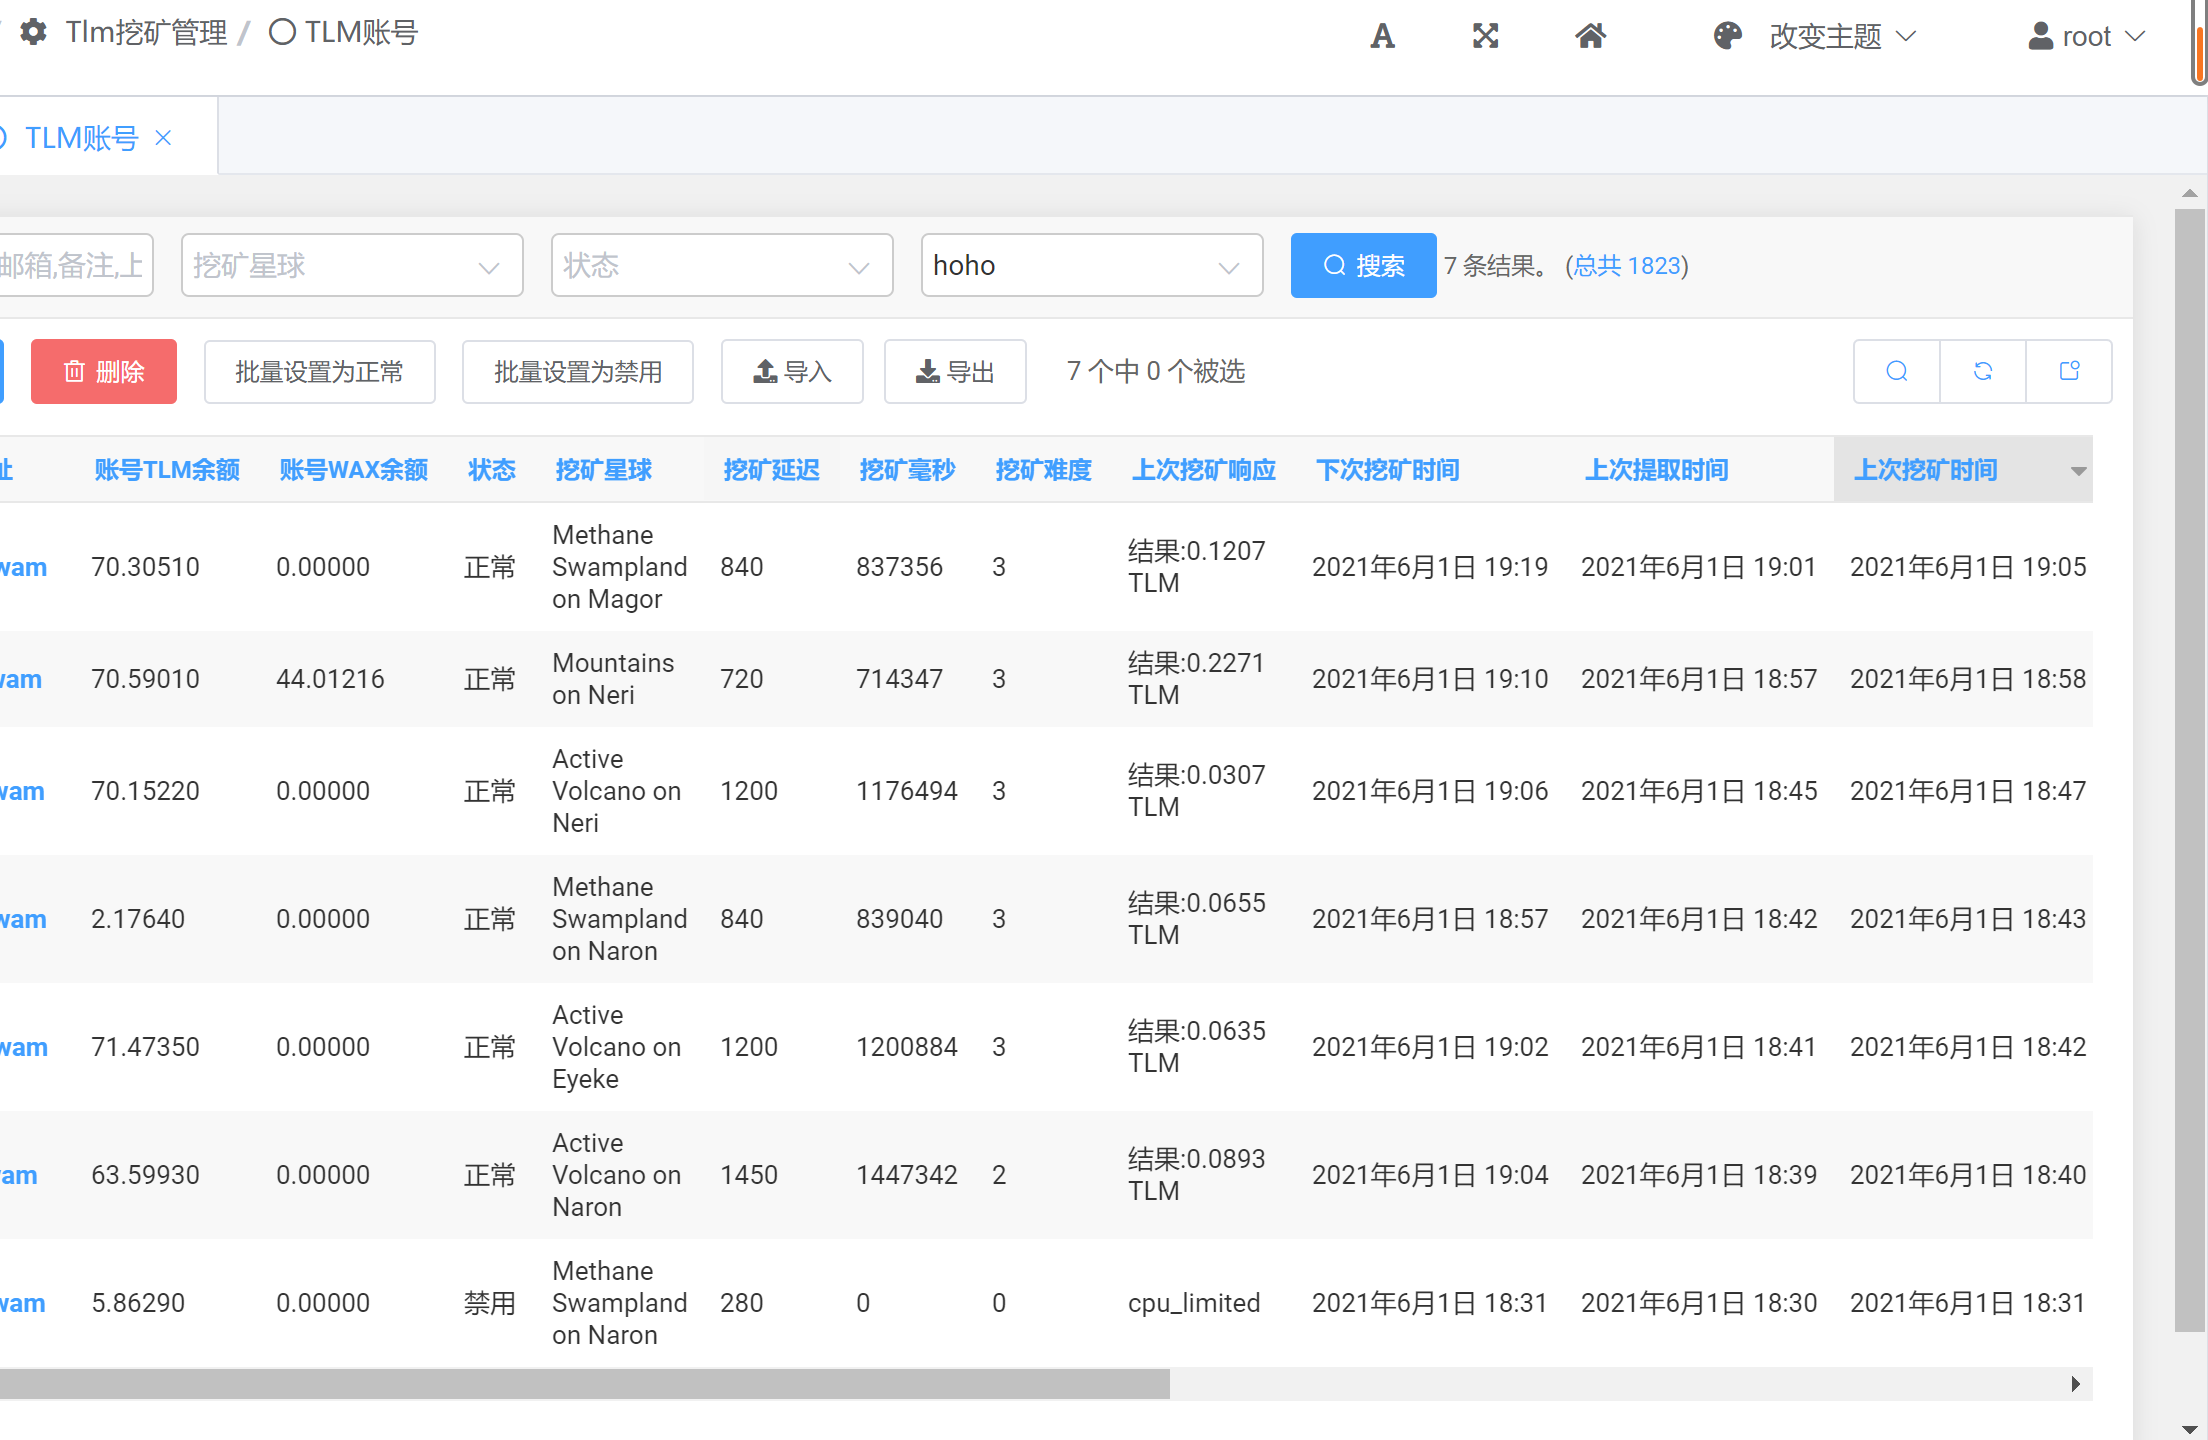 Tlm挖矿管理 / TLM账号
改变主题
root
TLM账号
邮箱,备注,上
挖矿星球
状态
hoho
搜索
7 条结果。 (总共 1823)
删除
批量设置为正常
批量设置为禁用
导入
导出
7 个中 0 个被选
址 账号TLM余额 账号WAX余额 状态 挖矿星球 挖矿延迟 挖矿毫秒 挖矿难度 上次挖矿响应 下次挖矿时间 上次提取时间 上次挖矿时间
wam 70.30510 0.00000 正常 Methane Swampland on Magor 840 837356 3 结果:0.1207 TLM 2021年6月1日 19:19 2021年6月1日 19:01 2021年6月1日 19:05
wam 70.59010 44.01216 正常 Mountains on Neri 720 714347 3 结果:0.2271 TLM 2021年6月1日 19:10 2021年6月1日 18:57 2021年6月1日 18:58
wam 70.15220 0.00000 正常 Active Volcano on Neri 1200 1176494 3 结果:0.0307 TLM 2021年6月1日 19:06 2021年6月1日 18:45 2021年6月1日 18:47
wam 2.17640 0.00000 正常 Methane Swampland on Naron 840 839040 3 结果:0.0655 TLM 2021年6月1日 18:57 2021年6月1日 18:42 2021年6月1日 18:43
wam 71.47350 0.00000 正常 Active Volcano on Eyeke 1200 1200884 3 结果:0.0635 TLM 2021年6月1日 19:02 2021年6月1日 18:41 2021年6月1日 18:42
am 63.59930 0.00000 正常 Active Volcano on Naron 1450 1447342 2 结果:0.0893 TLM 2021年6月1日 19:04 2021年6月1日 18:39 2021年6月1日 18:40
wam 5.86290 0.00000 禁用 Methane Swampland on Naron 280 0 0 cpu_limited 2021年6月1日 18:31 2021年6月1日 18:30 2021年6月1日 18:31